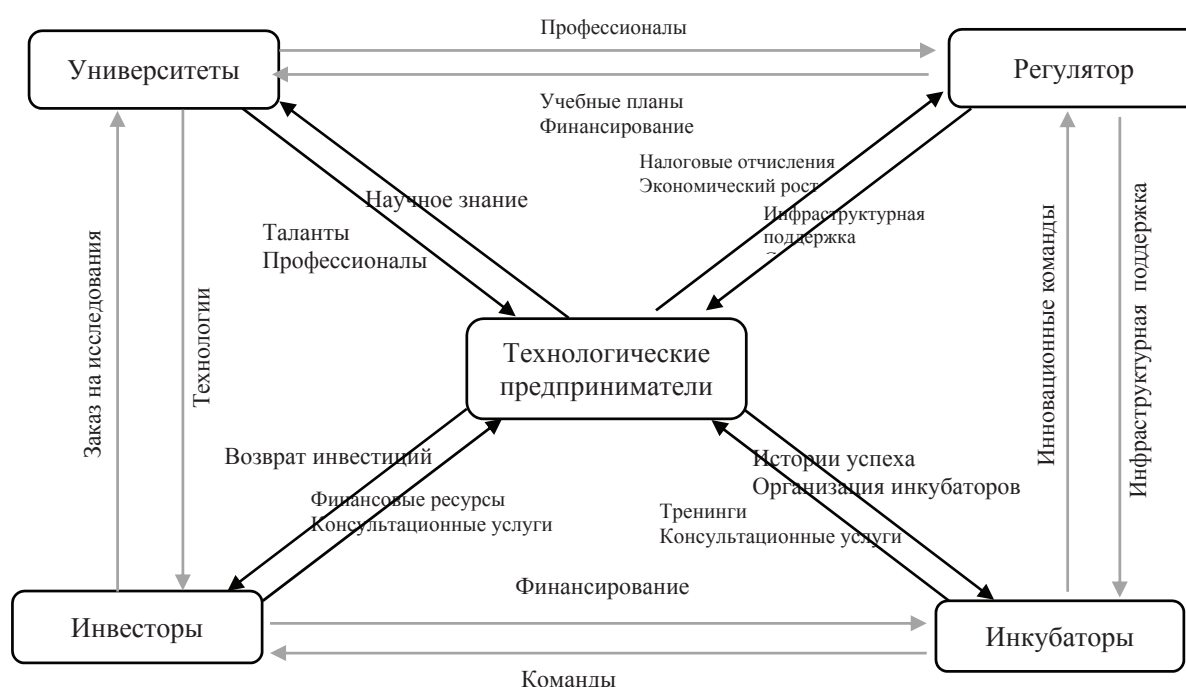 Профессионалы
Университеты
Регулятор
Учебные планы
Финансирование
Налоговые отчисления
Экономический рост
Научное знание
Инфраструктурная
поддержка
Таланты
Профессионалы
Заказ на исследования
Технологии
Инновационные команды
Инфраструктурная поддержка
Технологические
предприниматели
Возврат инвестиций
Финансовые ресурсы
Консультационные услуги
Истории успеха
Организация инкубаторов
Тренинги
Консультационные услуги
Финансирование
Инвесторы
Инкубаторы
Команды